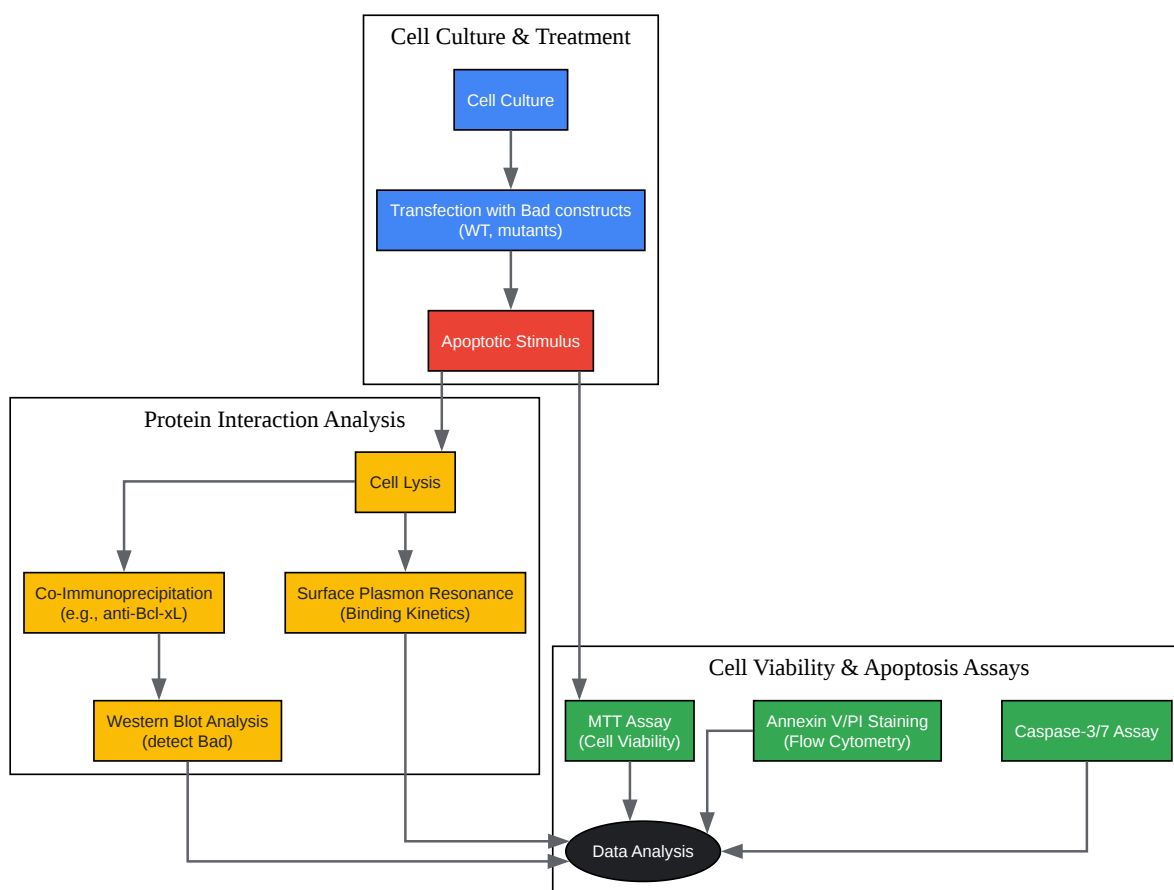 Cell Culture & Treatment
Cell Culture
Transfection with Bad constructs
(WT, mutants)
Apoptotic Stimulus
Protein Interaction Analysis
Cell Lysis
Co-Immunoprecipitation
(e.g., anti-Bcl-xL)
Surface Plasmon Resonance
(Binding Kinetics)
Western Blot Analysis
(detect Bad)
Cell Viability & Apoptosis Assays
MTT Assay
(Cell Viability)
Annexin V/PI Staining
(Flow Cytometry)
Caspase-3/7 Assay
Data Analysis